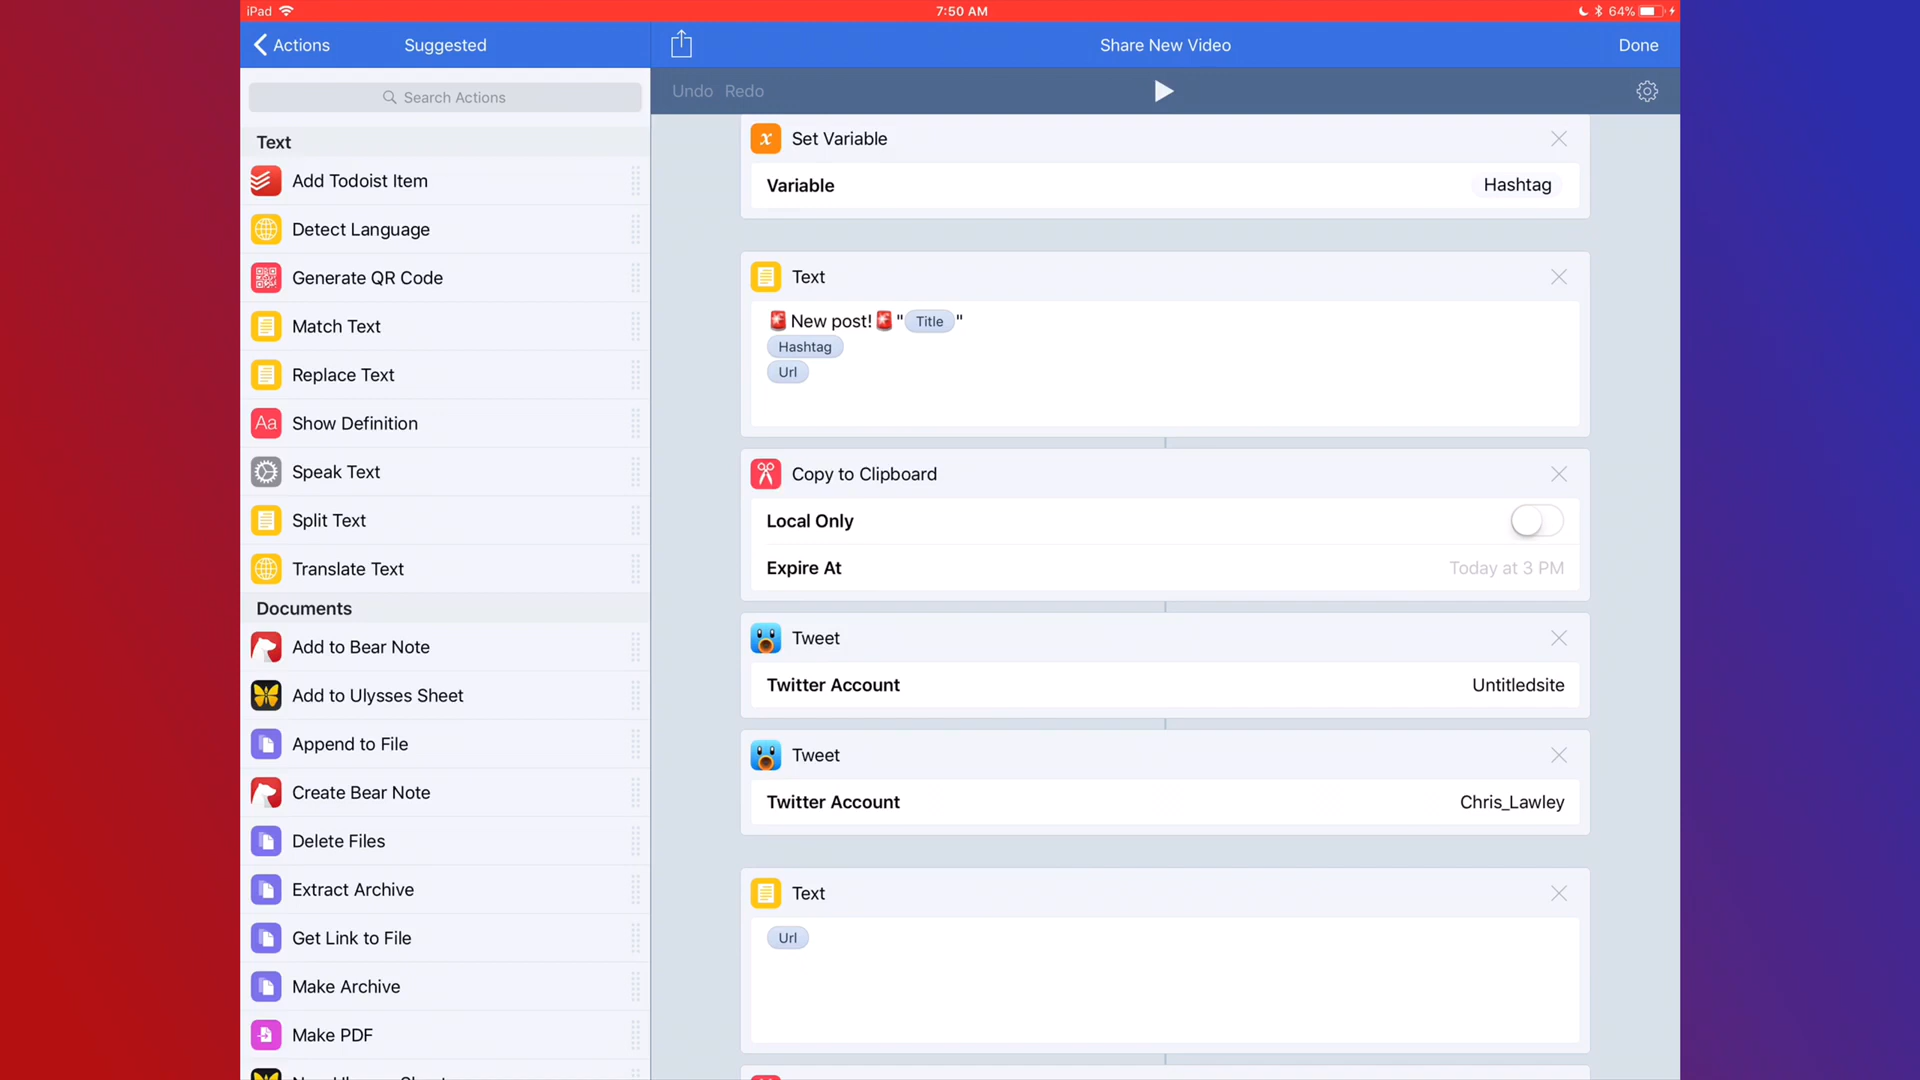 iPad
7:50 AM
64%
Actions
Suggested
Share New Video
Done
Search Actions
Undo Redo
Text
Add Todoist Item
Detect Language
Generate QR Code
Match Text
Replace Text
Aa Show Definition
Speak Text
Split Text
Translate Text
Documents
Add to Bear Note
Add to Ulysses Sheet
Append to File
Create Bear Note
Delete Files
Extract Archive
Get Link to File
Make Archive
Make PDF
x Set Variable
Variable Hashtag
Text
🚨New post!🚨"Title"
Hashtag
Url
Copy to Clipboard
Local Only
Expire At Today at 3 PM
Tweet
Twitter Account Untitledsite
Tweet
Twitter Account Chris_Lawley
Text
Url